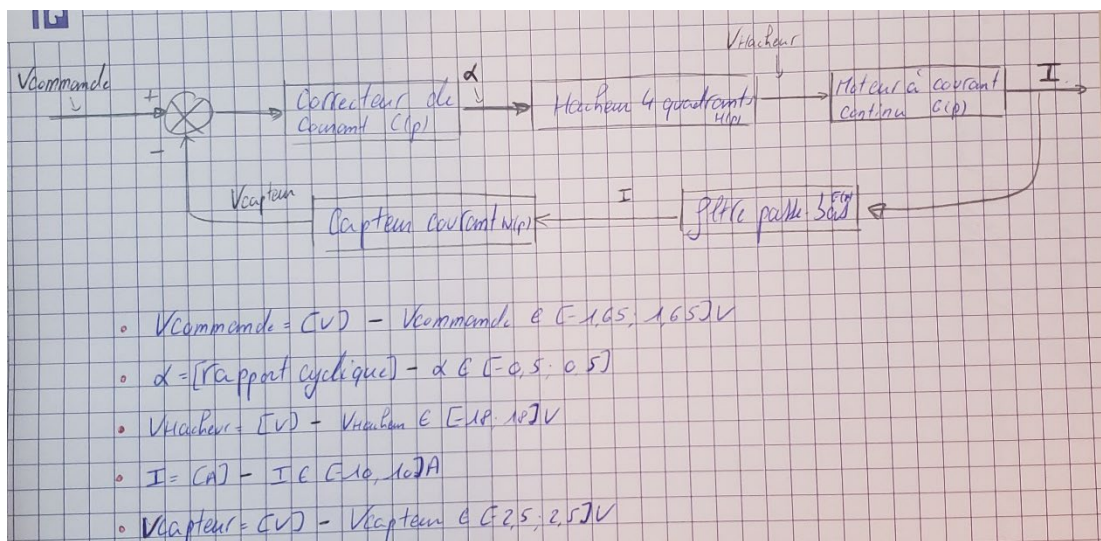 IG
VHacheur
Vcommande
+
-
Correcteur de
Courant C(p)
α
Hacheur 4 quadrants
H(p)
Moteur à courant
Continu G(p)
I
Vcapteur
Capteur courant N(p)
I
filtre passe bas
• Vcommande = [V] - Vcommande ∈ [-1,65 ; 1,65]V
• α = [rapport cyclique] - α ∈ [-0,5 ; 0,5]
• VHacheur = [V] - VHacheur ∈ [-18 ; 18]V
• I = [A] - I ∈ [-10, 10]A
• Vcapteur = [V] - Vcapteur ∈ [-2,5 ; 2,5]V